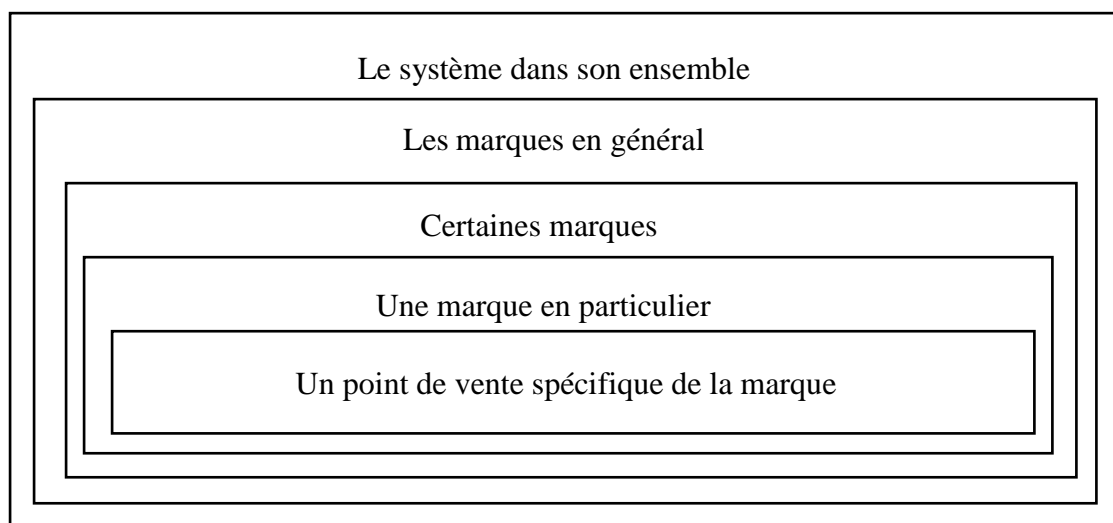 Le système dans son ensemble
Les marques en général
Certaines marques
Une marque en particulier
Un point de vente spécifique de la marque